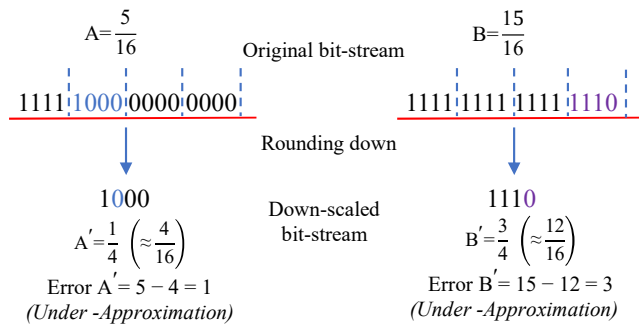 A=5/16
Original bit-stream
B=15/16
1111 1000 0000 0000
1111 1111 1111 1110
Rounding down
1000
1110
Down-scaled
bit-stream
A′=1/4 (≈4/16)
B′=3/4 (≈12/16)
Error A′ = 5 − 4 = 1
Error B′ = 15 − 12 = 3
(Under -Approximation)
(Under -Approximation)